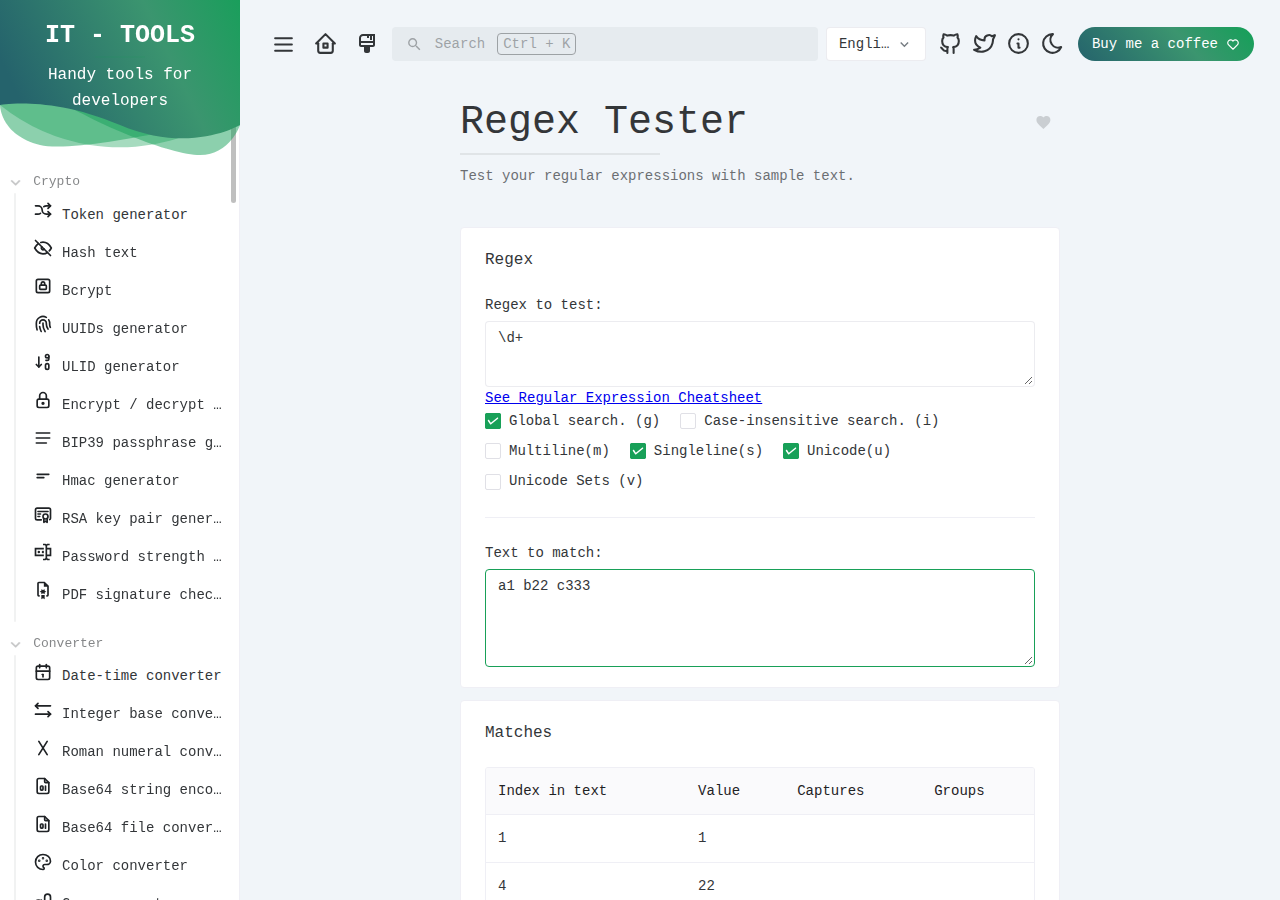 IT - TOOLS
Handy tools for
developers
Crypto
Token generator
Hash text
Bcrypt
UUIDs generator
ULID generator
Encrypt / decrypt …
BIP39 passphrase g…
Hmac generator
RSA key pair gener…
Password strength …
PDF signature chec…
Converter
Date-time converter
Integer base conve…
Roman numeral conv…
Base64 string enco…
Base64 file conver…
Color converter
Search Ctrl + K
Engli…
Buy me a coffee
Regex Tester
Test your regular expressions with sample text.
Regex
Regex to test:
\d+
See Regular Expression Cheatsheet
Global search. (g) Case-insensitive search. (i)
Multiline(m) Singleline(s) Unicode(u)
Unicode Sets (v)
Text to match:
a1 b22 c333
Matches
Index in text Value Captures Groups
1 1
4 22